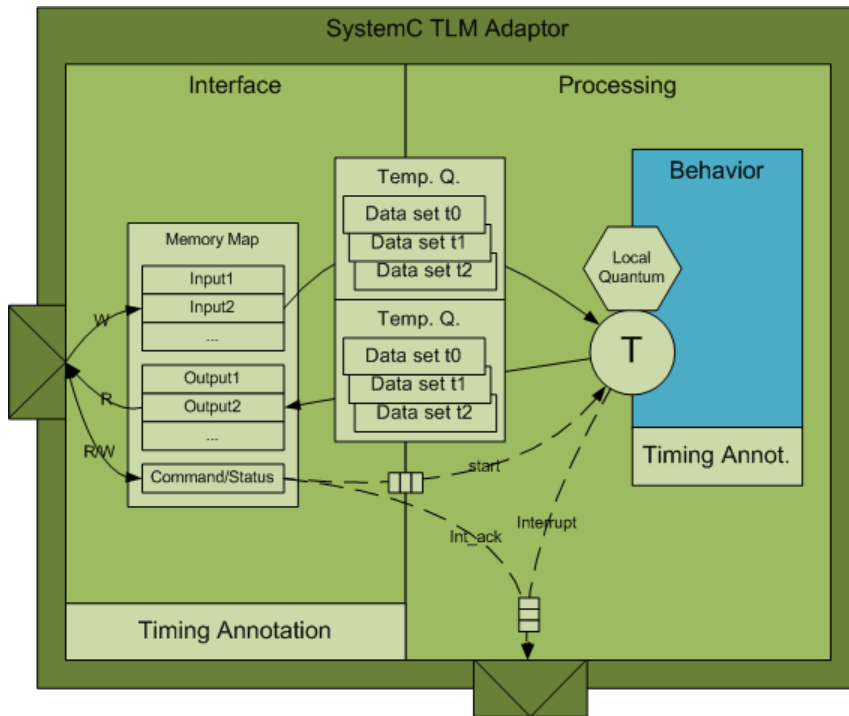 SystemC TLM Adaptor
Interface
Processing
Temp. Q.
Data set t0
Data set t1
Data set t2
Behavior
Memory Map
Input1
Input2
...
Local
Quantum
W
Temp. Q.
Data set t0
Data set t1
Data set t2
T
Output1
Output2
...
R
R/W
Command/Status
start
Timing Annot.
Int_ack
Interrupt
Timing Annotation